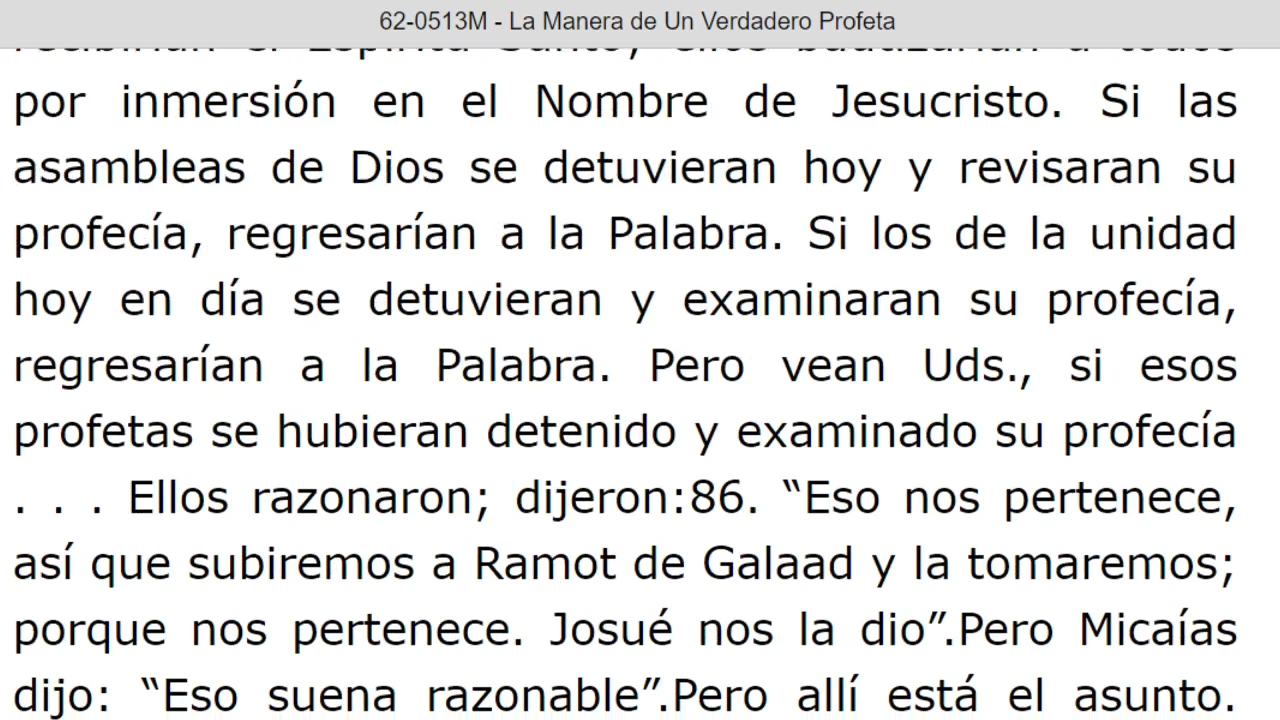 62-0513M - La Manera de Un Verdadero Profeta
por inmersión en el Nombre de Jesucristo. Si las
asambleas de Dios se detuvieran hoy y revisaran su
profecía, regresarían a la Palabra. Si los de la unidad
hoy en día se detuvieran y examinaran su profecía,
regresarían a la Palabra. Pero vean Uds., si esos
profetas se hubieran detenido y examinado su profecía
. . . Ellos razonaron; dijeron:86. “Eso nos pertenece,
así que subiremos a Ramot de Galaad y la tomaremos;
porque nos pertenece. Josué nos la dio”.Pero Micaías
dijo: “Eso suena razonable”.Pero allí está el asunto.